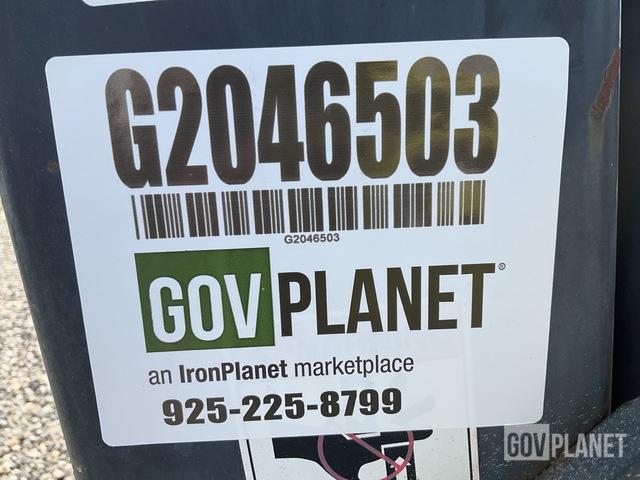 G2046503
G2046503
GOVPLANET®
an IronPlanet marketplace
925-225-8799
GOVPLANET